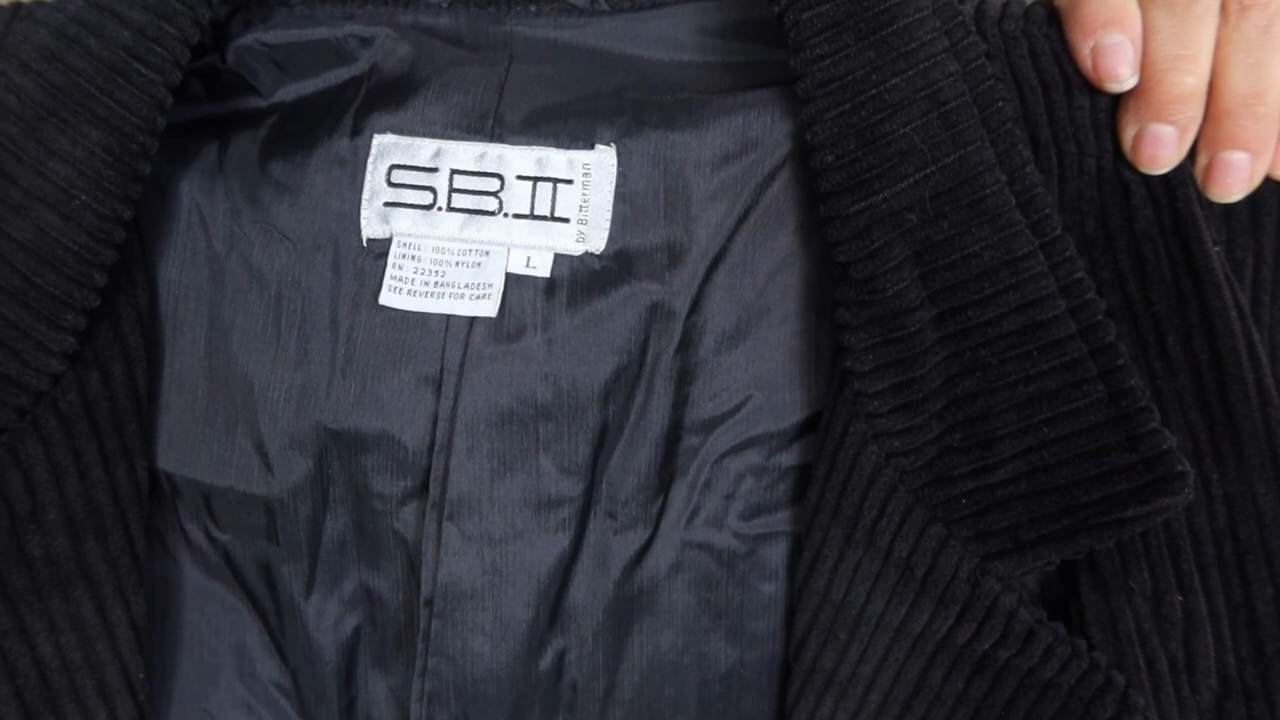 S.B.II
by Bitterman
SHELL: 100% COTTON
LINING: 100% NYLON
RN: 22352
MADE IN BANGLADESH
SEE REVERSE FOR CARE
L